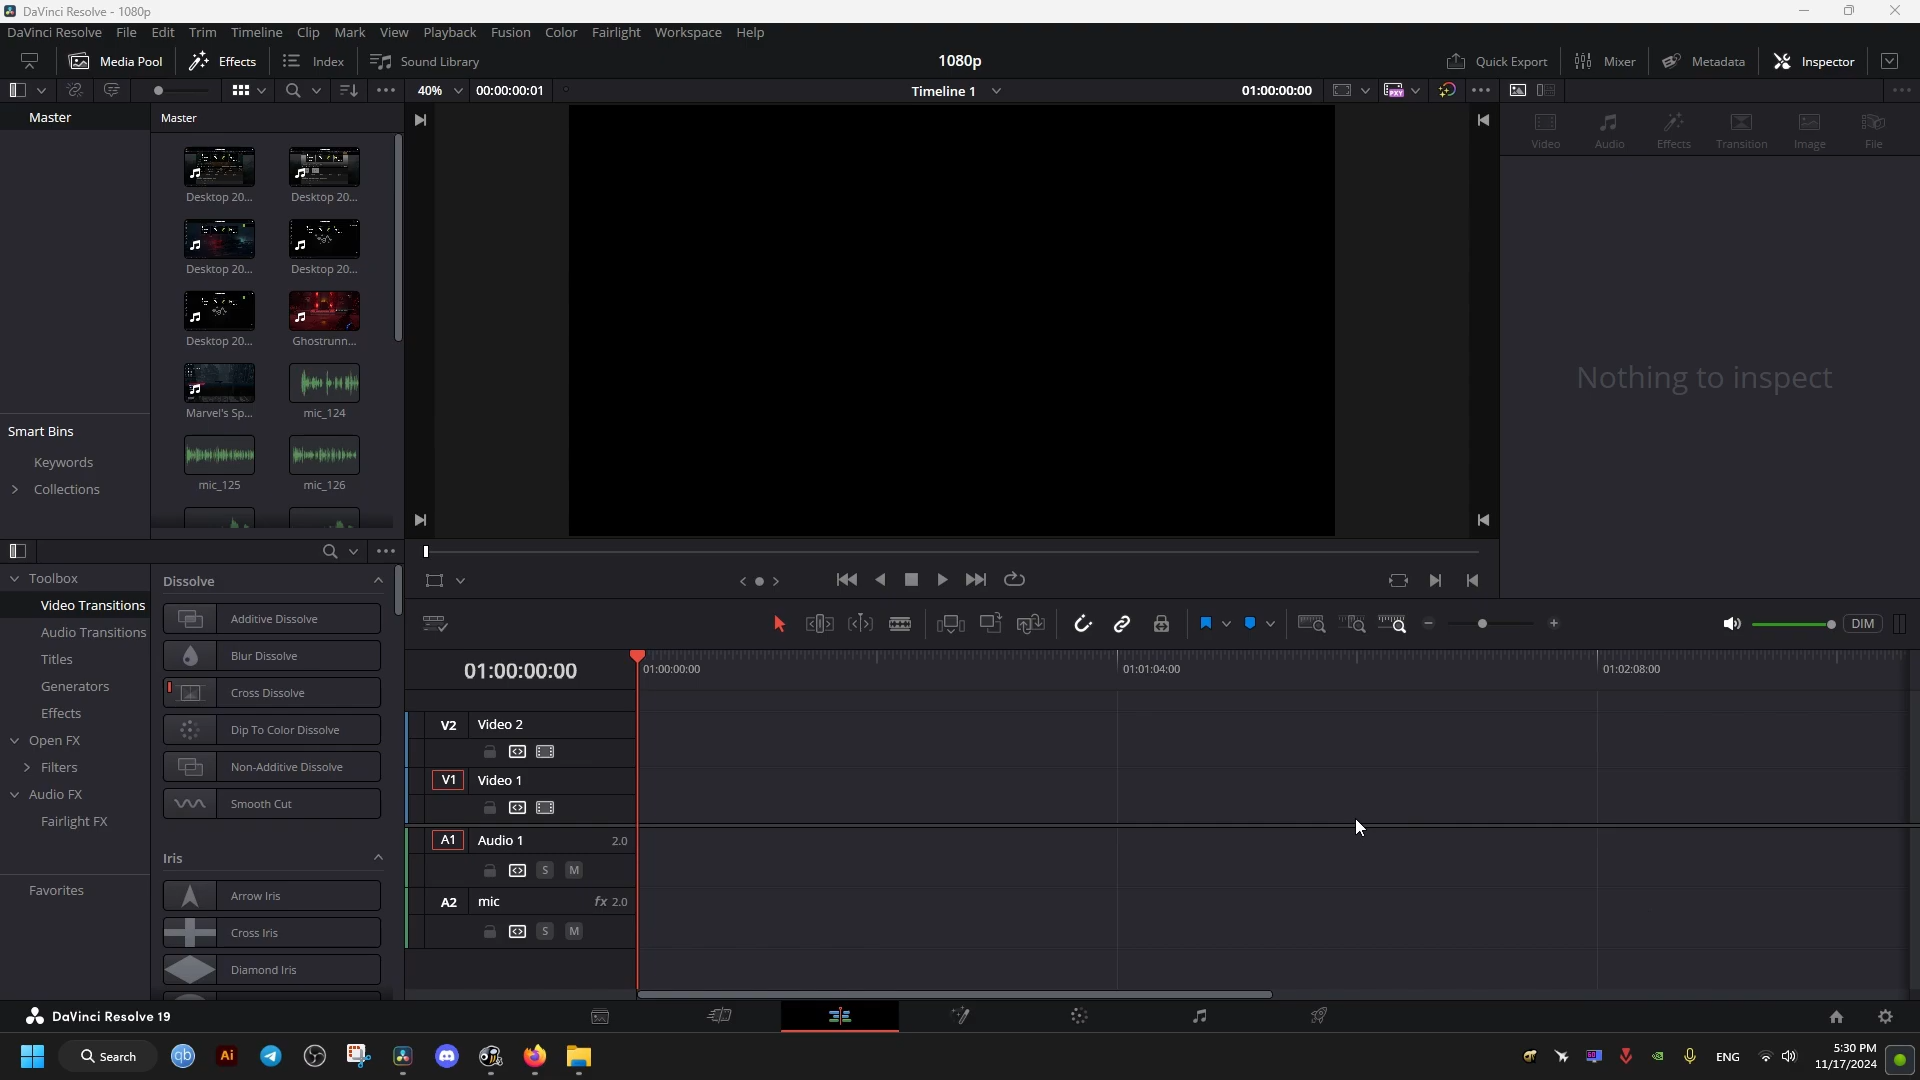 DaVinci Resolve - 1080p
DaVinci Resolve File Edit Trim Timeline Clip Mark View Playback Fusion Color Fairlight Workspace Help
Media Pool Effects Index Sound Library 1080p Quick Export Mixer Metadata Inspector
40% 00:00:00:01 Timeline 1 01:00:00:00
Master
Master
Video Audio Effects Transition Image File
Desktop 20... Desktop 20...
Desktop 20... Desktop 20...
Desktop 20... Ghostrunn...
Marvel's Sp... mic_124
mic_125 mic_126
Nothing to inspect
Smart Bins
Keywords
Collections
Toolbox
Video Transitions
Audio Transitions
Titles
Generators
Effects
Open FX
Filters
Audio FX
Fairlight FX
Favorites
Dissolve
Additive Dissolve
Blur Dissolve
Cross Dissolve
Dip To Color Dissolve
Non-Additive Dissolve
Smooth Cut
Iris
Arrow Iris
Cross Iris
Diamond Iris
DIM
01:00:00:00 01:00:00:00 01:01:04:00 01:02:08:00
V2 Video 2
V1 Video 1
A1 Audio 1 2.0
S M
A2 mic fx 2.0
S M
DaVinci Resolve 19
Search qb Ai ENG 5:30 PM
11/17/2024